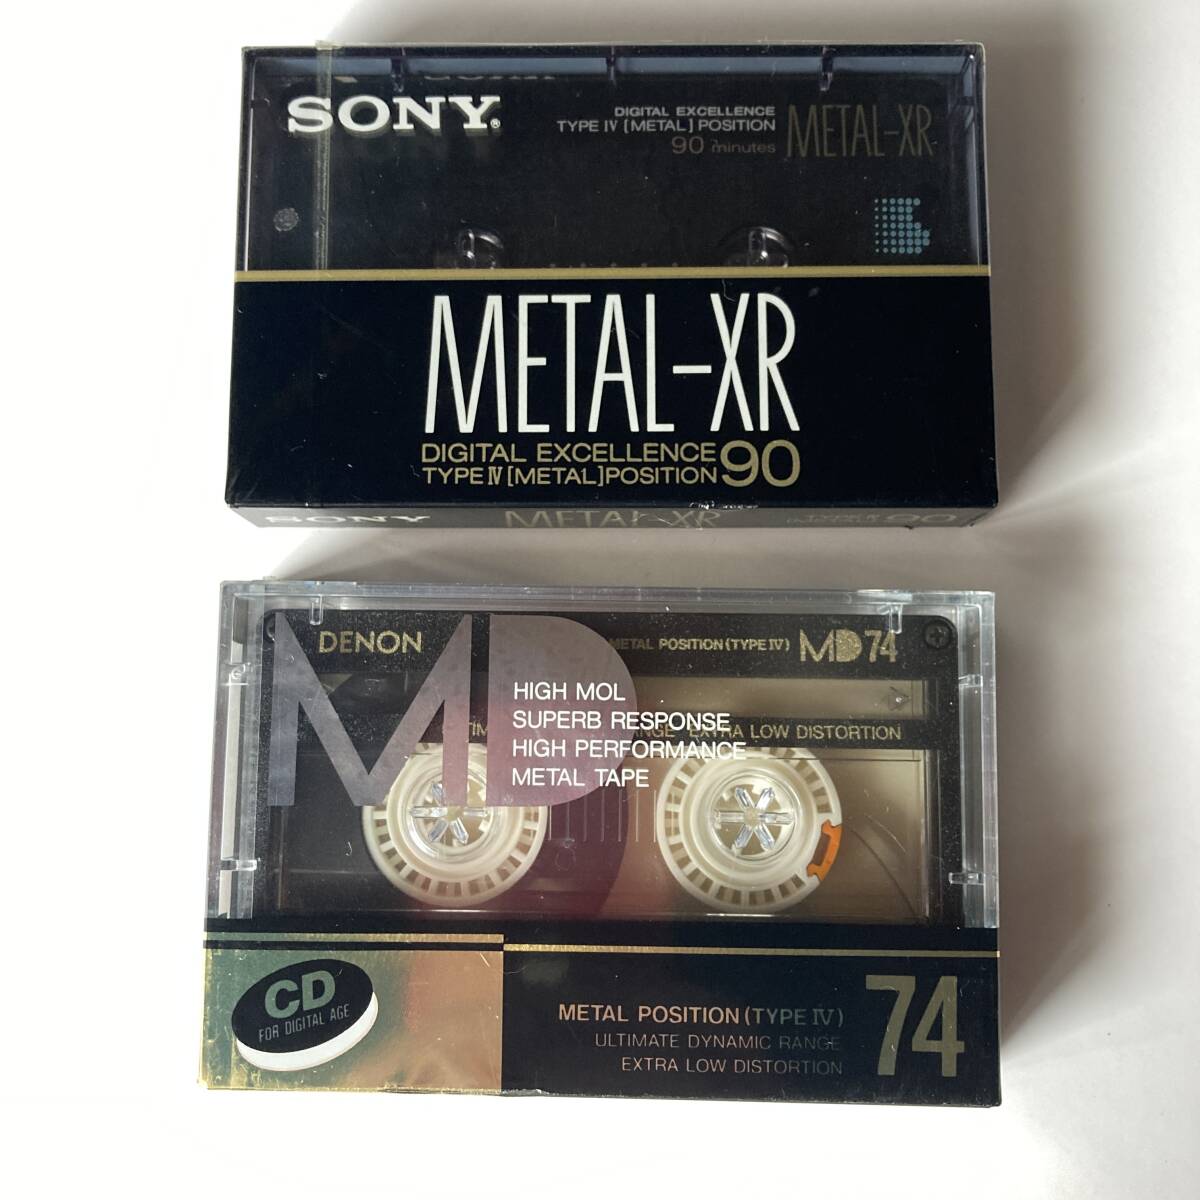 SONY®
DIGITAL EXCELLENCE
TYPE IV [METAL] POSITION
90 minutes
METAL-XR
METAL-XR
DIGITAL EXCELLENCE
TYPE IV [METAL] POSITION
90
SONY METAL-XR 90
DENON
METAL POSITION (TYPE IV) MD 74
MD
HIGH MOL
SUPERB RESPONSE
HIGH PERFORMANCE
METAL TAPE
EXTRA LOW DISTORTION
CD
FOR DIGITAL AGE
METAL POSITION (TYPE IV)
ULTIMATE DYNAMIC RANGE
EXTRA LOW DISTORTION
74